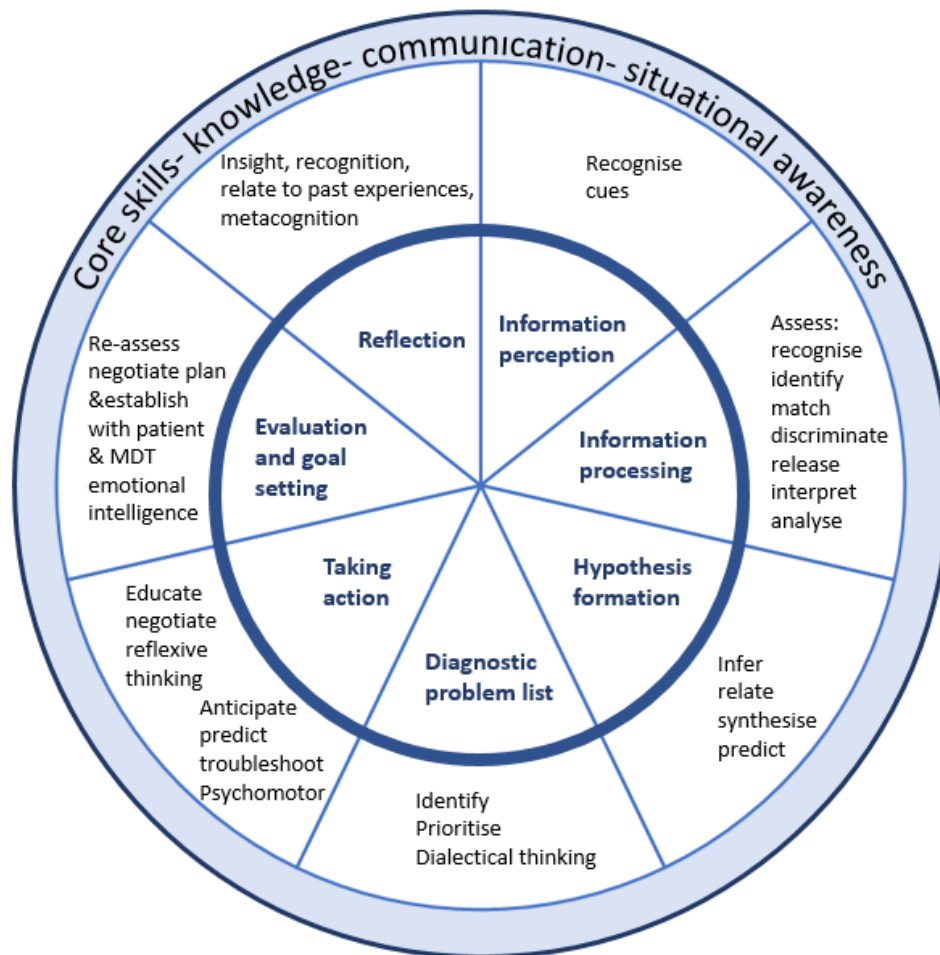 Core skills- knowledge- communication- situational awareness
Insight, recognition,
relate to past experiences,
metacognition
Recognise
cues
Reflection
Information
perception
Re-assess
negotiate plan
&establish
with patient
& MDT
emotional
intelligence
Evaluation
and goal
setting
Information
processing
Assess:
recognise
identify
match
discriminate
release
interpret
analyse
Taking
action
Hypothesis
formation
Educate
negotiate
reflexive
thinking
Anticipate
predict
troubleshoot
Psychomotor
Diagnostic
problem list
Infer
relate
synthesise
predict
Identify
Prioritise
Dialectical thinking